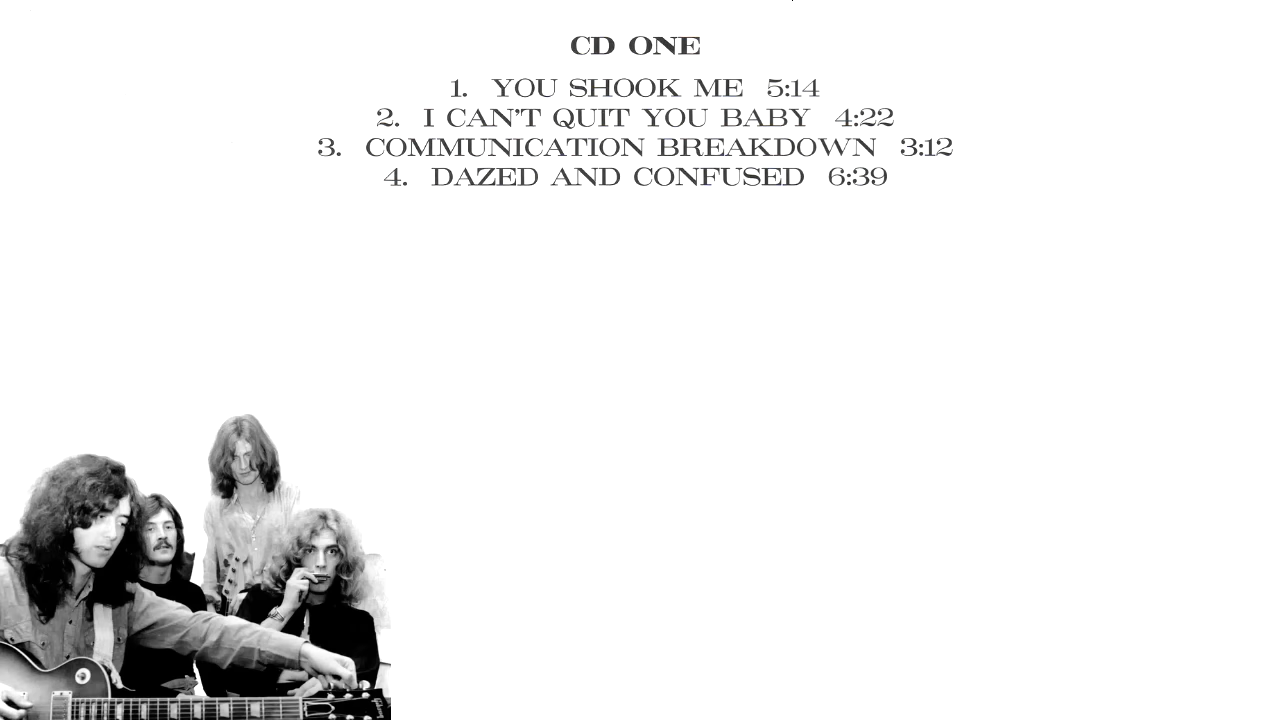 CD ONE
1. YOU SHOOK ME 5:14
2. I CAN'T QUIT YOU BABY 4:22
3. COMMUNICATION BREAKDOWN 3:12
4. DAZED AND CONFUSED 6:39
Gibson